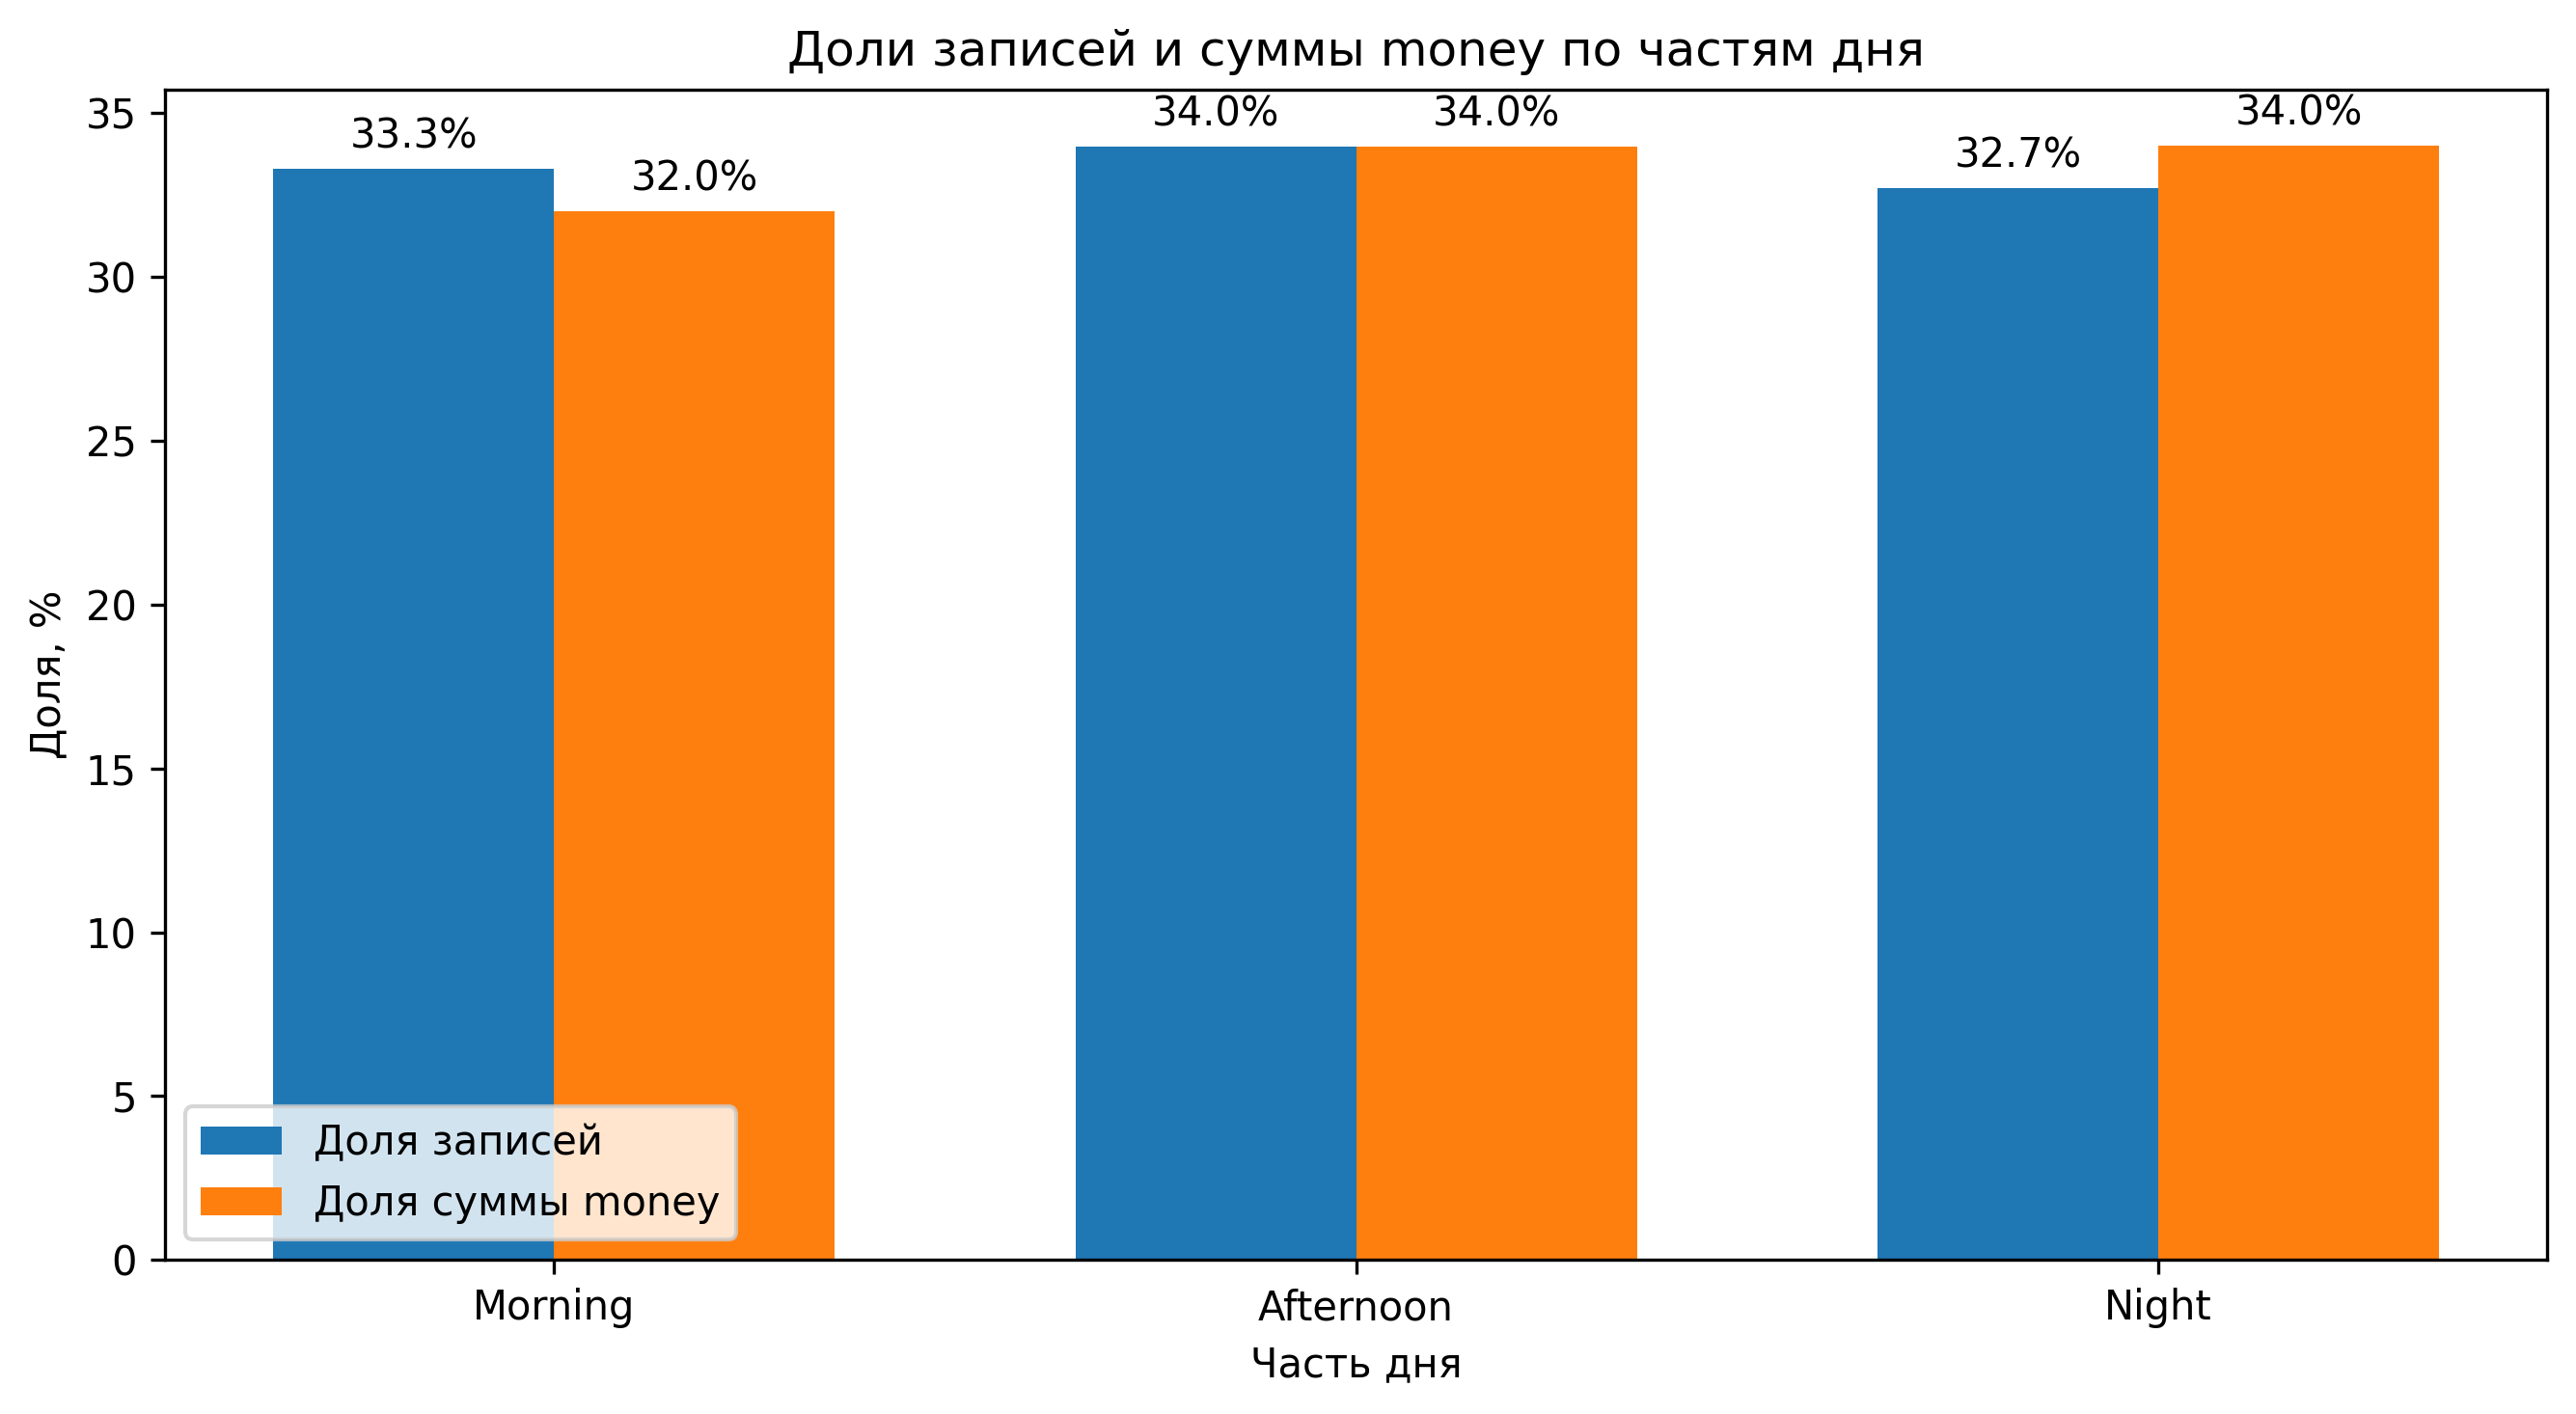 Доли записей и суммы money по частям дня
Доля, %
35
30
25
20
15
10
5
0
33.3%
32.0%
34.0%
34.0%
32.7%
34.0%
Доля записей
Доля суммы money
Morning
Afternoon
Night
Часть дня